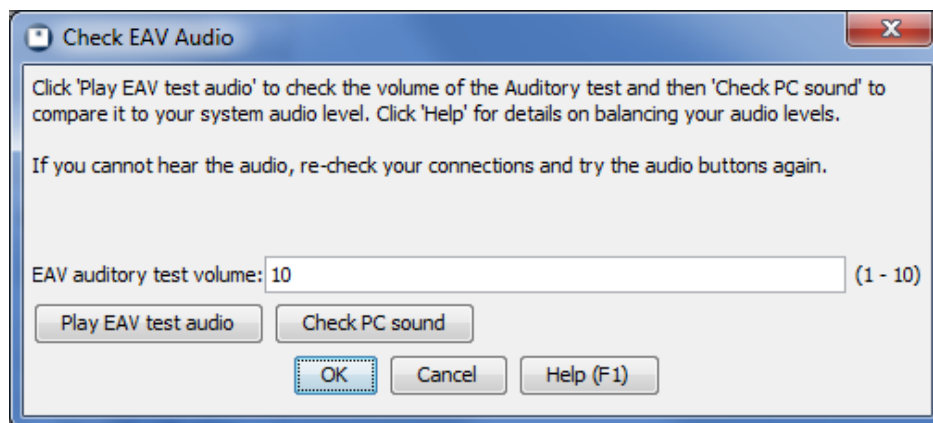 Check EAV Audio
Click 'Play EAV test audio' to check the volume of the Auditory test and then 'Check PC sound' to
compare it to your system audio level. Click 'Help' for details on balancing your audio levels.
If you cannot hear the audio, re-check your connections and try the audio buttons again.
EAV auditory test volume: 10 (1 - 10)
Play EAV test audio Check PC sound
OK Cancel Help (F1)